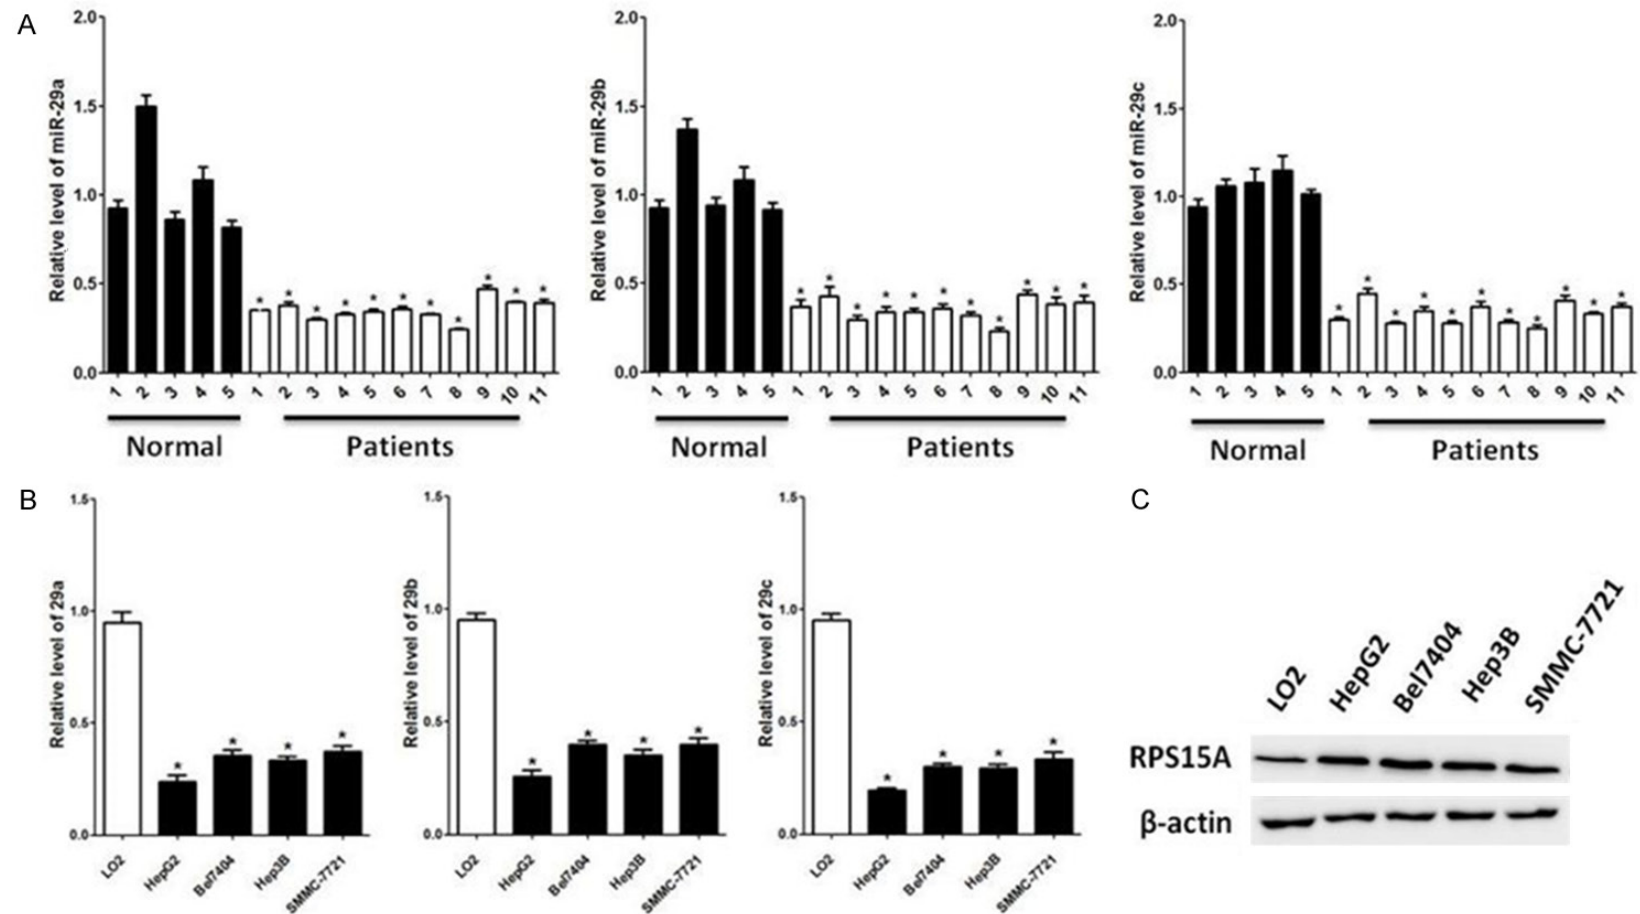 A
Relative level of miR-29a
2.0
1.5
1.0
0.5
0.0
* * * * * * * * * * *
1 2 3 4 5 1 2 3 4 5 6 7 8 9 10 11
Normal Patients
Relative level of miR-29b
2.0
1.5
1.0
0.5
0.0
* * * * * * * * * * *
1 2 3 4 5 1 2 3 4 5 6 7 8 9 10 11
Normal Patients
Relative level of miR-29c
2.0
1.5
1.0
0.5
0.0
* * * * * * * * * * *
1 2 3 4 5 1 2 3 4 5 6 7 8 9 10 11
Normal Patients
B
Relative level of 29a
1.5
1.0
0.5
0.0
* * * *
LO2 HepG2 Bel7404 Hep3B SMMC-7721
Relative level of 29b
1.5
1.0
0.5
0.0
* * * *
LO2 HepG2 Bel7404 Hep3B SMMC-7721
Relative level of 29c
1.5
1.0
0.5
0.0
* * * *
LO2 HepG2 Bel7404 Hep3B SMMC-7721
C
LO2 HepG2 Bel7404 Hep3B SMMC-7721
RPS15A
β-actin